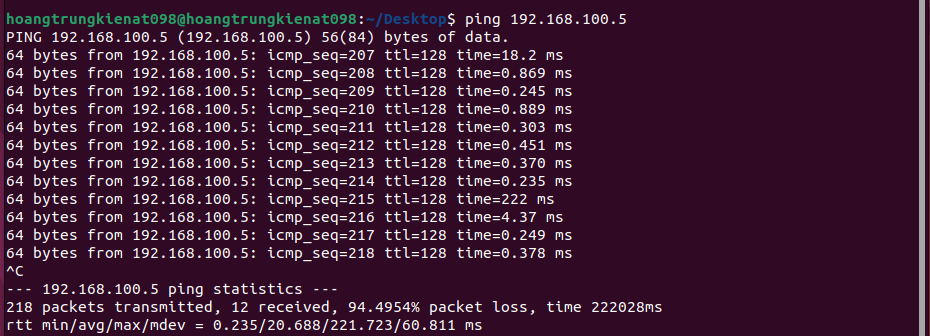 hoangtrungkienat098@hoangtrungkienat098:~/Desktop$ ping 192.168.100.5
PING 192.168.100.5 (192.168.100.5) 56(84) bytes of data.
64 bytes from 192.168.100.5: icmp_seq=207 ttl=128 time=18.2 ms
64 bytes from 192.168.100.5: icmp_seq=208 ttl=128 time=0.869 ms
64 bytes from 192.168.100.5: icmp_seq=209 ttl=128 time=0.245 ms
64 bytes from 192.168.100.5: icmp_seq=210 ttl=128 time=0.889 ms
64 bytes from 192.168.100.5: icmp_seq=211 ttl=128 time=0.303 ms
64 bytes from 192.168.100.5: icmp_seq=212 ttl=128 time=0.451 ms
64 bytes from 192.168.100.5: icmp_seq=213 ttl=128 time=0.370 ms
64 bytes from 192.168.100.5: icmp_seq=214 ttl=128 time=0.235 ms
64 bytes from 192.168.100.5: icmp_seq=215 ttl=128 time=222 ms
64 bytes from 192.168.100.5: icmp_seq=216 ttl=128 time=4.37 ms
64 bytes from 192.168.100.5: icmp_seq=217 ttl=128 time=0.249 ms
64 bytes from 192.168.100.5: icmp_seq=218 ttl=128 time=0.378 ms
^C
--- 192.168.100.5 ping statistics ---
218 packets transmitted, 12 received, 94.4954% packet loss, time 222028ms
rtt min/avg/max/mdev = 0.235/20.688/221.723/60.811 ms